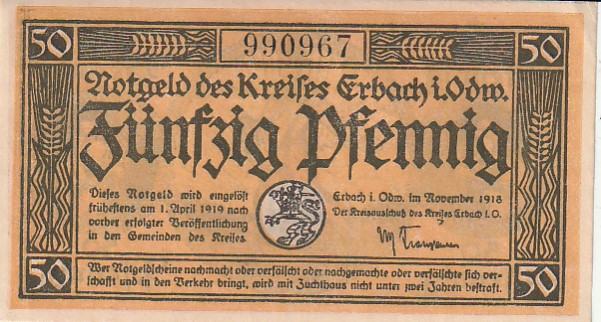 50 990967 50
Notgeld des Kreises Erbach i. Odw.
Fünfzig Pfennig
Dieses Notgeld wird eingelöst
frühestens am 1. April 1919 nach
vorher erfolgter Veröffentlichung
in den Gemeinden des Kreises.
Erbach i. Odw. im November 1918
Der Kreisausschuß des Kreises Erbach i. O.
50 50
Wer Notgeldscheine nachmacht oder verfälscht oder nachgemachte oder verfälschte sich ver-
schafft und in den Verkehr bringt, wird mit Zuchthaus nicht unter zwei Jahren bestraft.